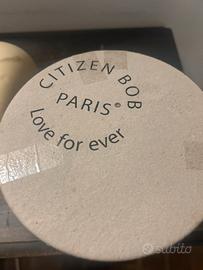 CITIZEN BOB
PARIS©
Love for ever
subito